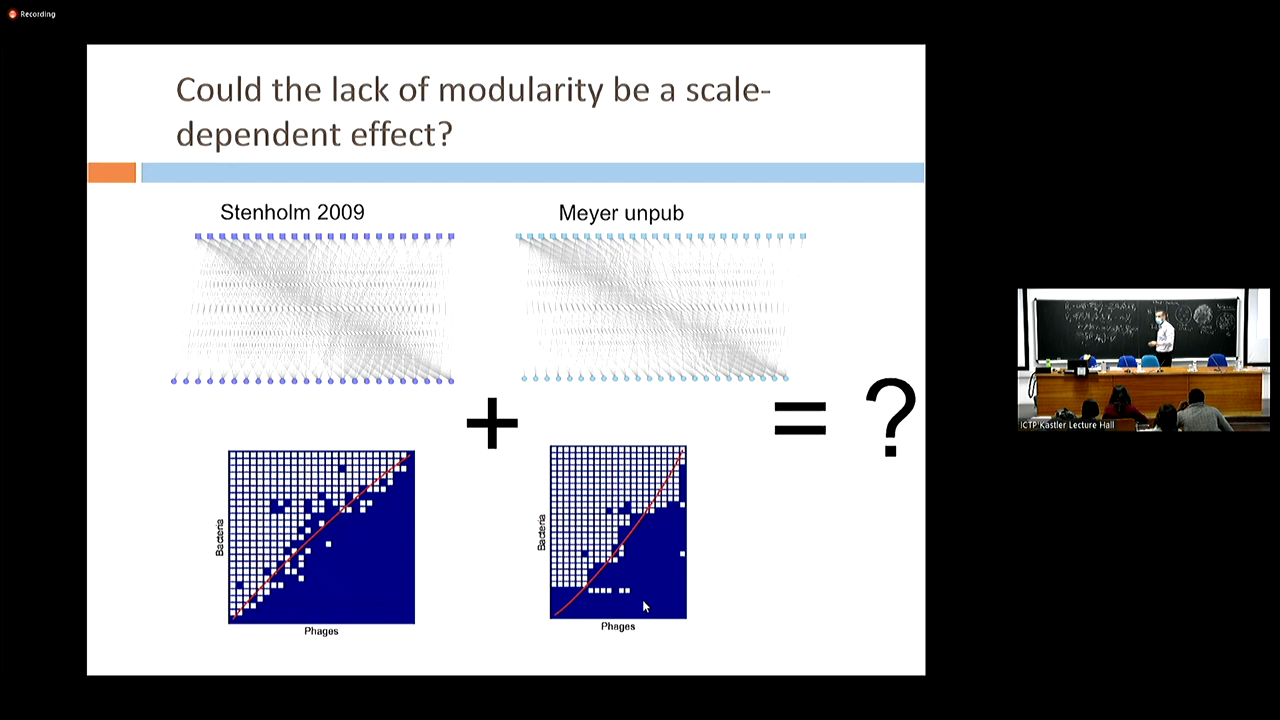 Recording
Could the lack of modularity be a scale-
dependent effect?
Stenholm 2009
Meyer unpub
+
= ?
Bacteria
Phages
Bacteria
Phages
ICTP Kastler Lecture Hall